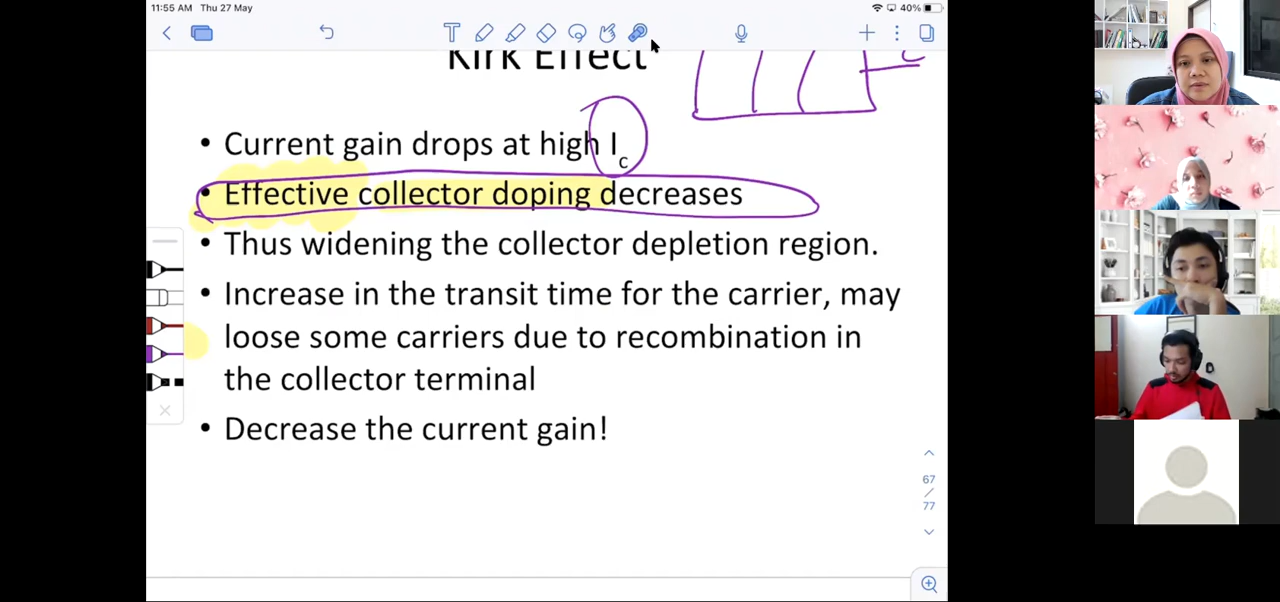 11:55 AM Thu 27 May
40%
T
Kirk Effect
c
• Current gain drops at high Ic
• Effective collector doping decreases
• Thus widening the collector depletion region.
• Increase in the transit time for the carrier, may
loose some carriers due to recombination in
the collector terminal
• Decrease the current gain!
67
/
77